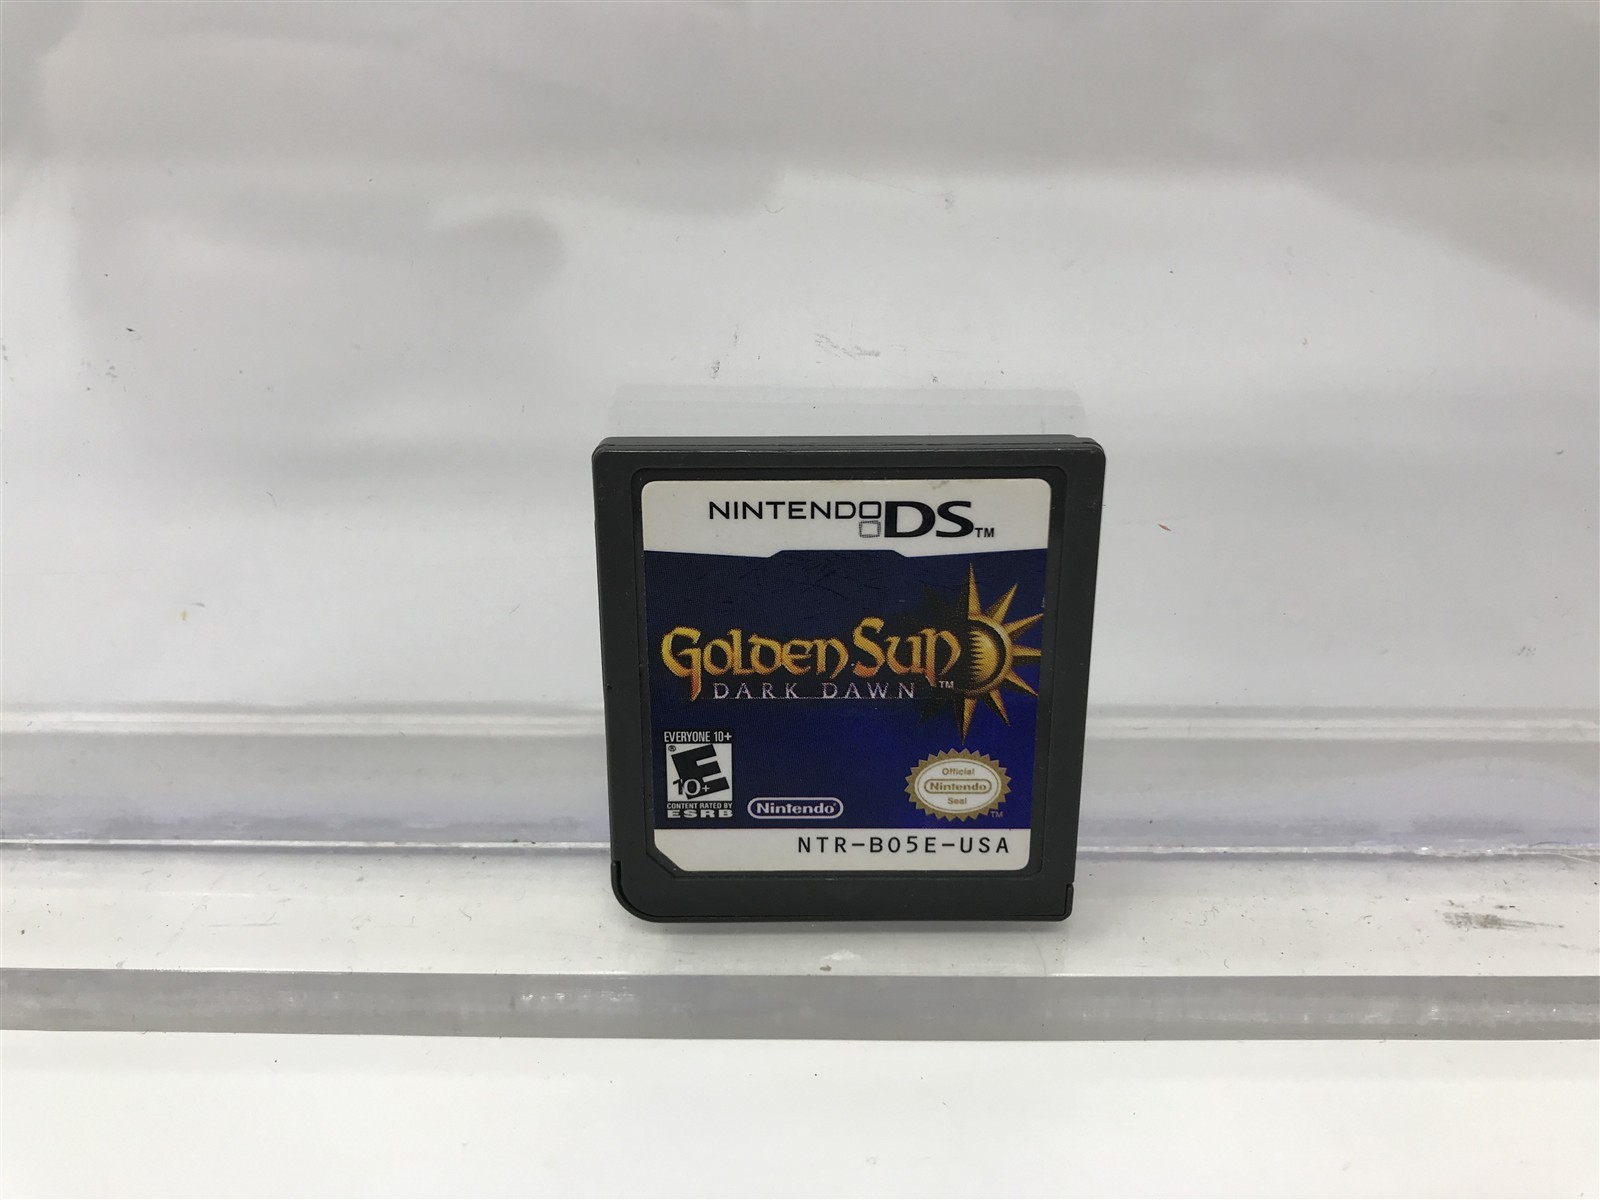 NINTENDO DS™
GOLDEN SUN
DARK DAWN ™
EVERYONE 10+
®
E
10+
CONTENT RATED BY
ESRB
Nintendo®
Official
Nintendo
Seal
TM
NTR-B05E-USA